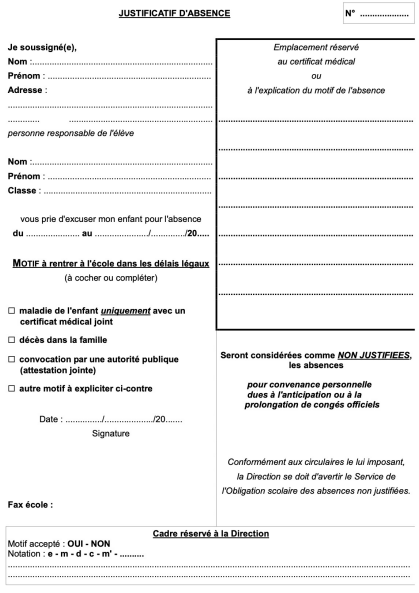 JUSTIFICATIF D'ABSENCE
N° ...................
Je soussigné(e),
Nom :......................................................................
Prénom : ...............................................................
Adresse :
...............................................................................
............. .......................................................
personne responsable de l'élève
Nom :......................................................................
Prénom : ...............................................................
Classe : .................................................................
vous prie d'excuser mon enfant pour l'absence
du ..................... au ...................../............./20.....
MOTIF à rentrer à l'école dans les délais légaux
(à cocher ou compléter)
☐ maladie de l'enfant uniquement avec un
certificat médical joint
☐ décès dans la famille
☐ convocation par une autorité publique
(attestation jointe)
☐ autre motif à expliciter ci-contre
Date : ............../.................../20.......
Signature
Fax école :
Emplacement réservé
au certificat médical
ou
à l'explication du motif de l'absence
...........................................................................
...........................................................................
...........................................................................
...........................................................................
...........................................................................
...........................................................................
...........................................................................
Seront considérées comme NON JUSTIFIEES,
les absences
pour convenance personnelle
dues à l'anticipation ou à la
prolongation de congés officiels
Conformément aux circulaires le lui imposant,
la Direction se doit d'avertir le Service de
l'Obligation scolaire des absences non justifiées.
Cadre réservé à la Direction
Motif accepté : OUI - NON
Notation : e - m - d - c - m' - ..........
......................................................................................................................................................
......................................................................................................................................................